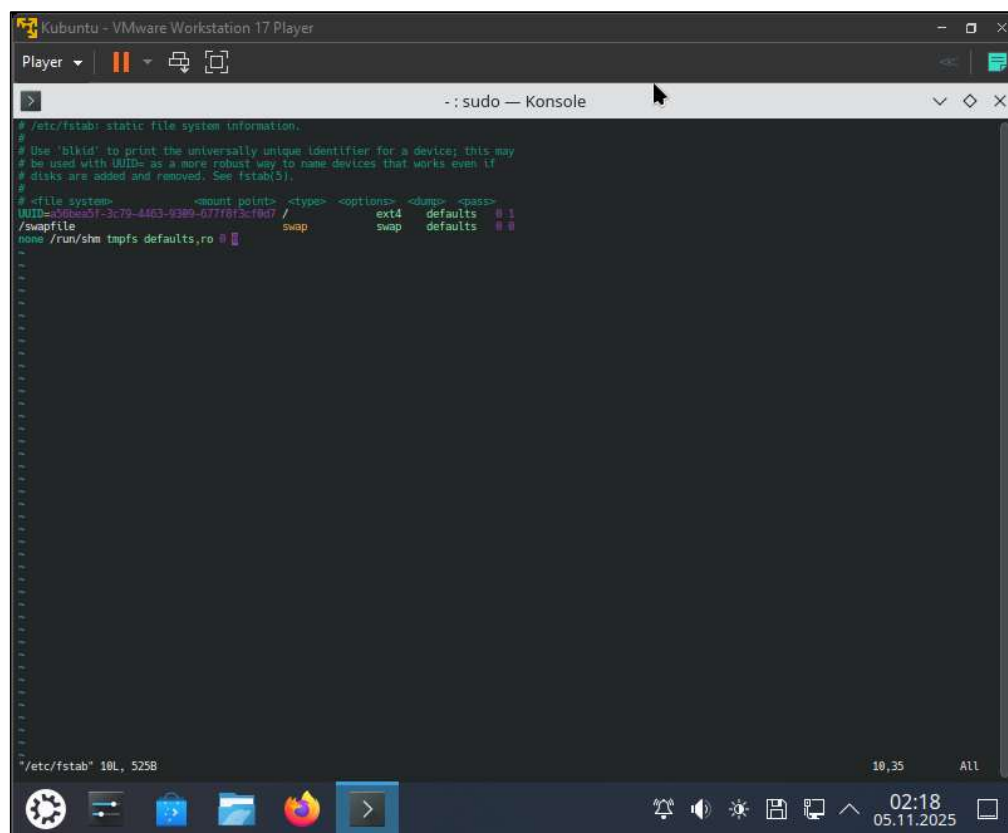 Kubuntu - VMware Workstation 17 Player
Player
- : sudo — Konsole
# /etc/fstab: static file system information.
#
# Use 'blkid' to print the universally unique identifier for a device; this may
# be used with UUID= as a more robust way to name devices that works even if
# disks are added and removed. See fstab(5).
#
# <file system> <mount point> <type> <options> <dump> <pass>
UUID=a56bea5f-3c79-4463-9309-677f8f3cf0d7 / ext4 defaults 0 1
/swapfile swap swap defaults 0 0
none /run/shm tmpfs defaults,ro 0 0
"/etc/fstab" 10L, 525B 10,35 All
02:18
05.11.2025